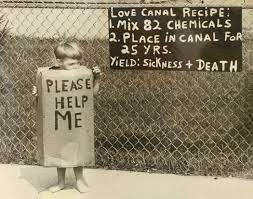 LOVE CANAL RECIPE:
1. MIX 82 CHEMICALS
2. PLACE IN CANAL FOR
25 YRS.
YIELD: SICKNESS + DEATH
PLEASE
HELP
ME